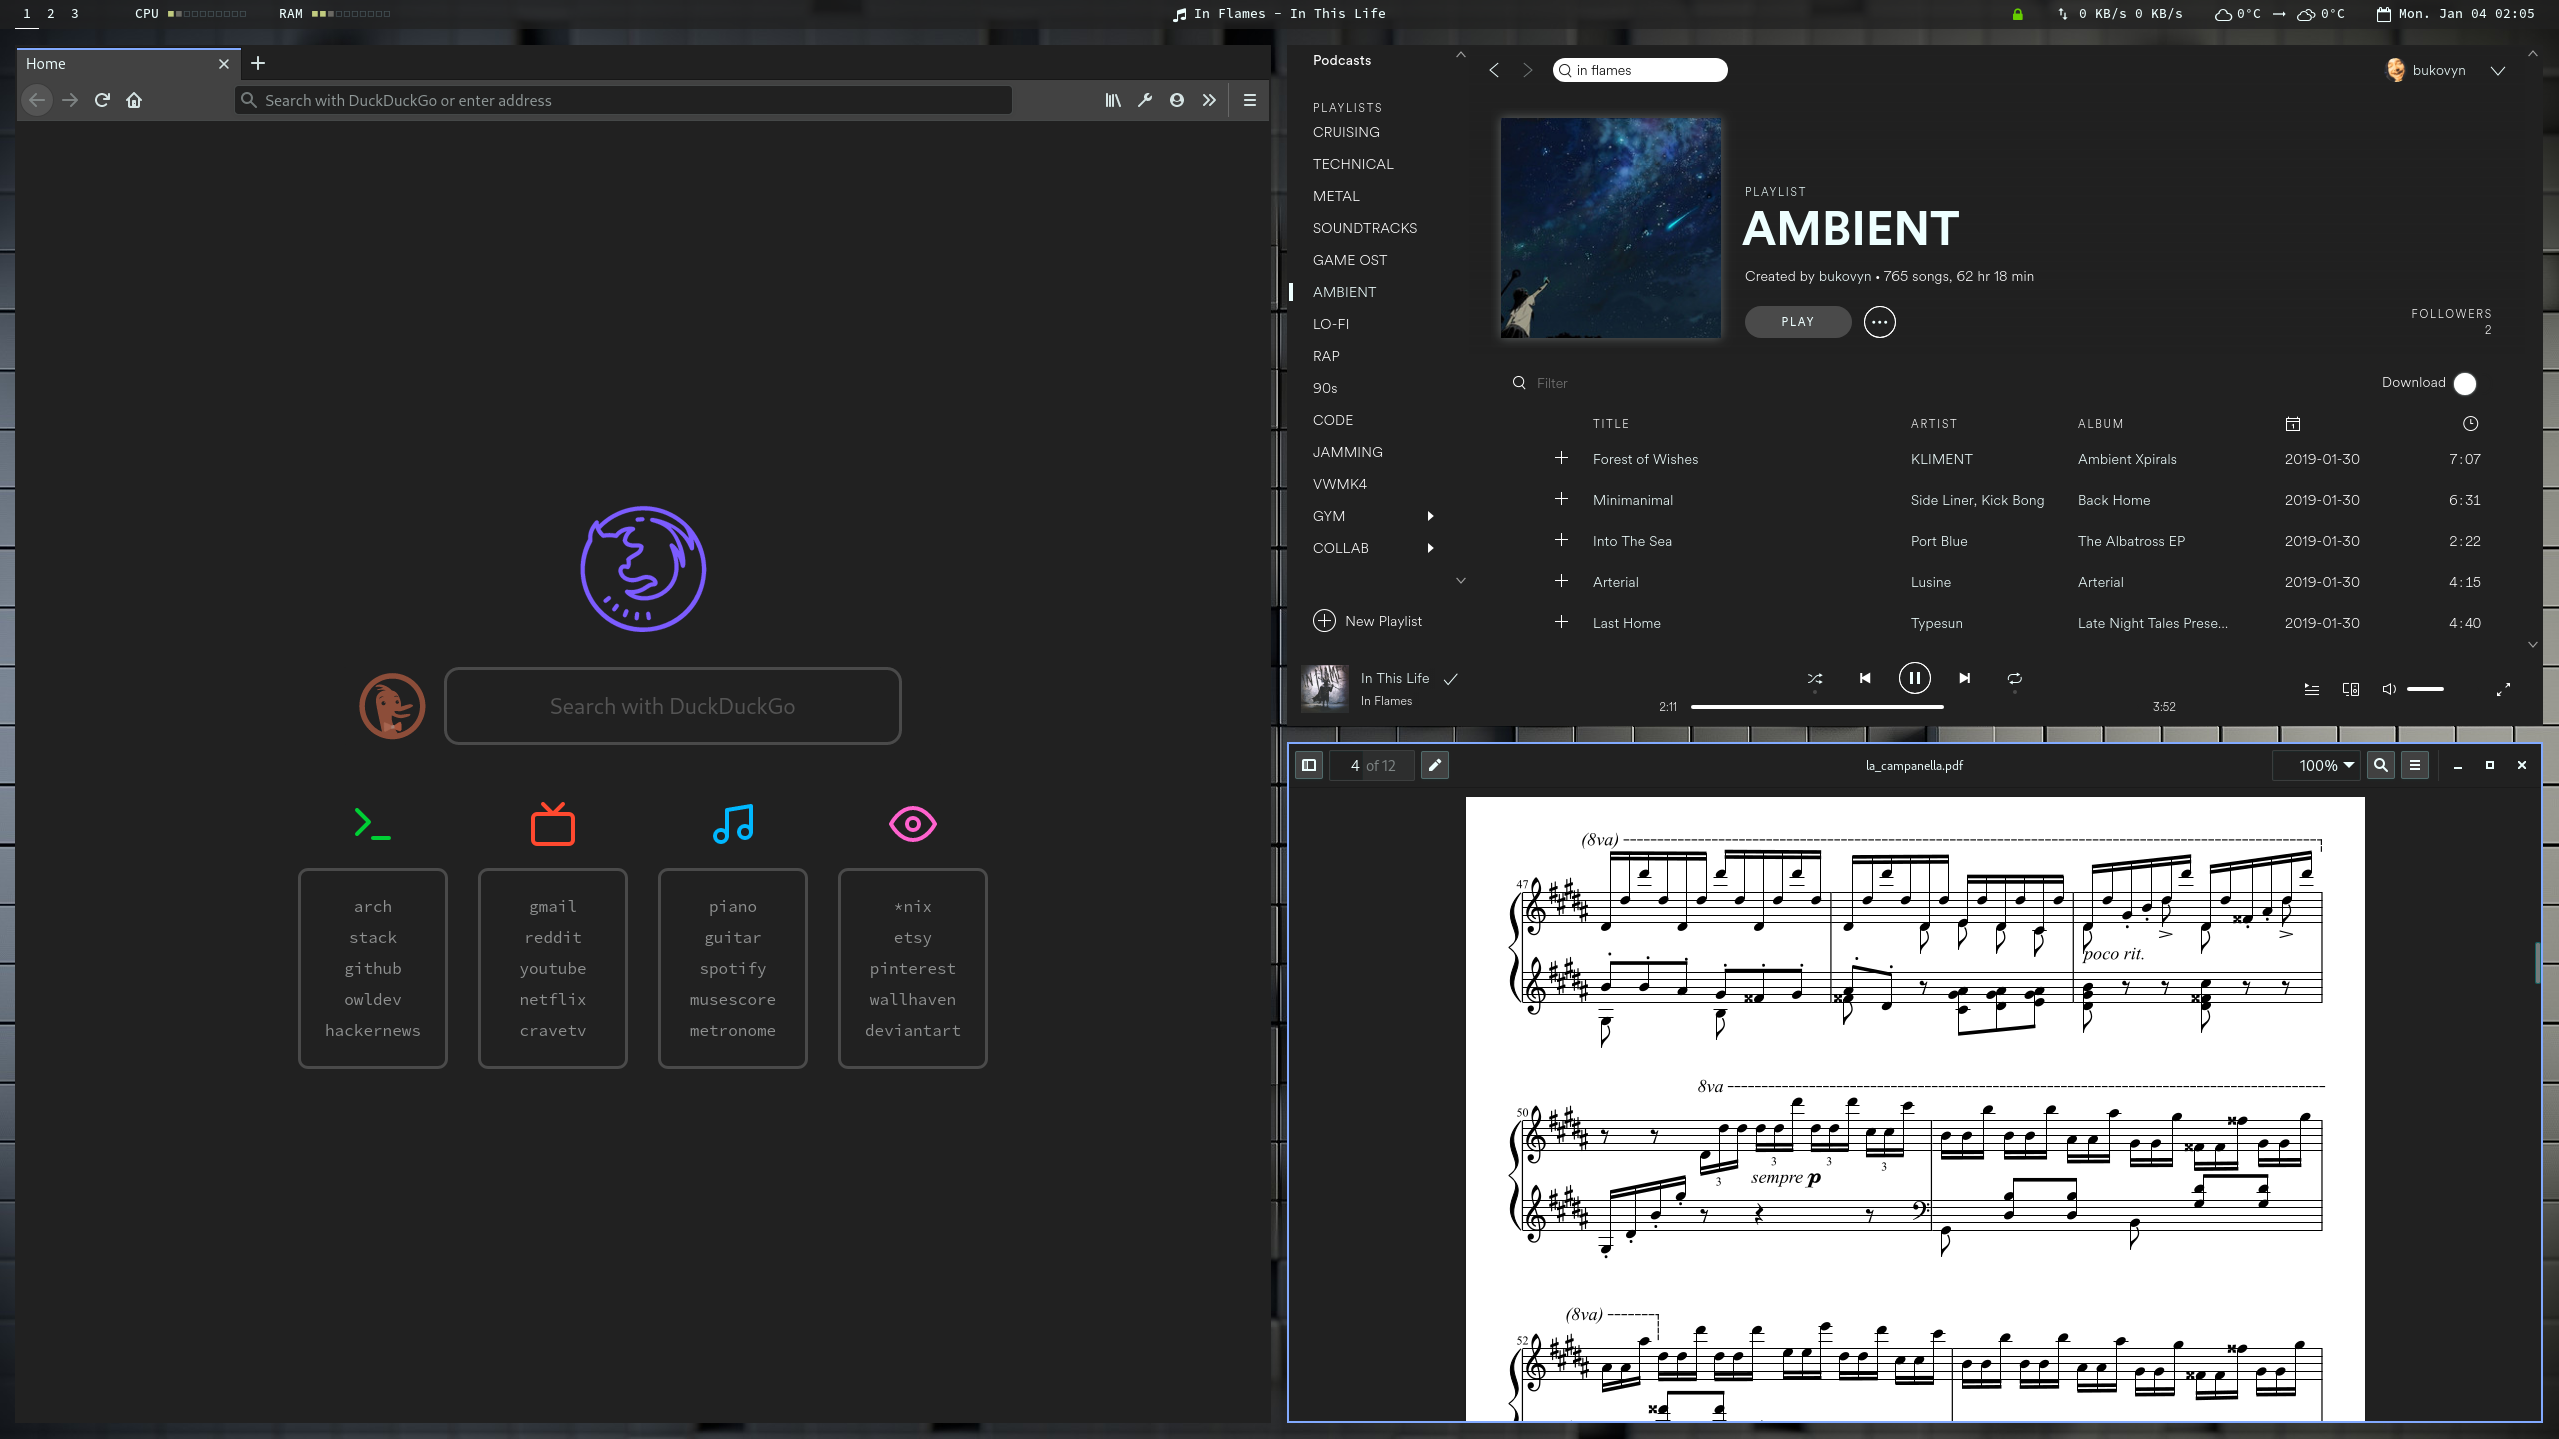 1 2 3 CPU RAM In Flames - In This Life 0 KB/s 0 KB/s 0°C 0°C Mon. Jan 04 02:05
Home
Search with DuckDuckGo or enter address
Search with DuckDuckGo
arch
stack
github
owldev
hackernews
gmail
reddit
youtube
netflix
cravetv
piano
guitar
spotify
musescore
metronome
*nix
etsy
pinterest
wallhaven
deviantart
Podcasts
PLAYLISTS
CRUISING
TECHNICAL
METAL
SOUNDTRACKS
GAME OST
AMBIENT
LO-FI
RAP
90s
CODE
JAMMING
VWMK4
GYM
COLLAB
New Playlist
in flames
bukovyn
PLAYLIST
AMBIENT
Created by bukovyn • 765 songs, 62 hr 18 min
PLAY
FOLLOWERS
2
Filter
Download
TITLE ARTIST ALBUM
Forest of Wishes KLIMENT Ambient Xpirals 2019-01-30 7:07
Minimanimal Side Liner, Kick Bong Back Home 2019-01-30 6:31
Into The Sea Port Blue The Albatross EP 2019-01-30 2:22
Arterial Lusine Arterial 2019-01-30 4:15
Last Home Typesun Late Night Tales Prese... 2019-01-30 4:40
In This Life
In Flames
2:11 3:52
4 of 12 la_campanella.pdf 100%
(8va)
47
poco rit.
8va
50
3 3 3 3
sempre p
(8va)
52